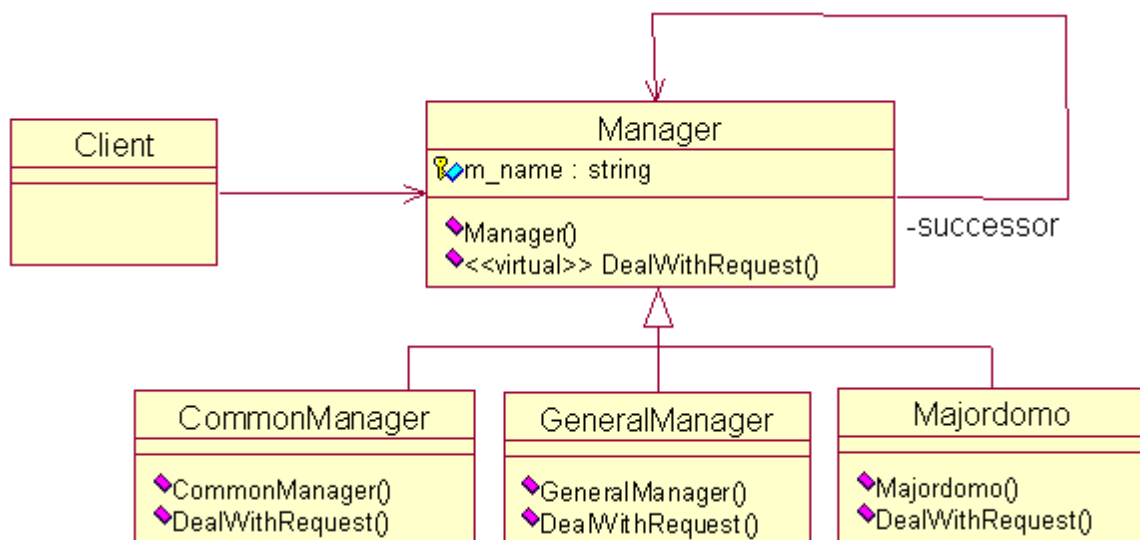 Client
Manager
m_name : string
Manager()
<<virtual>> DealWithRequest()
-successor
CommonManager
CommonManager()
DealWithRequest()
GeneralManager
GeneralManager()
DealWithRequest()
Majordomo
Majordomo()
DealWithRequest()